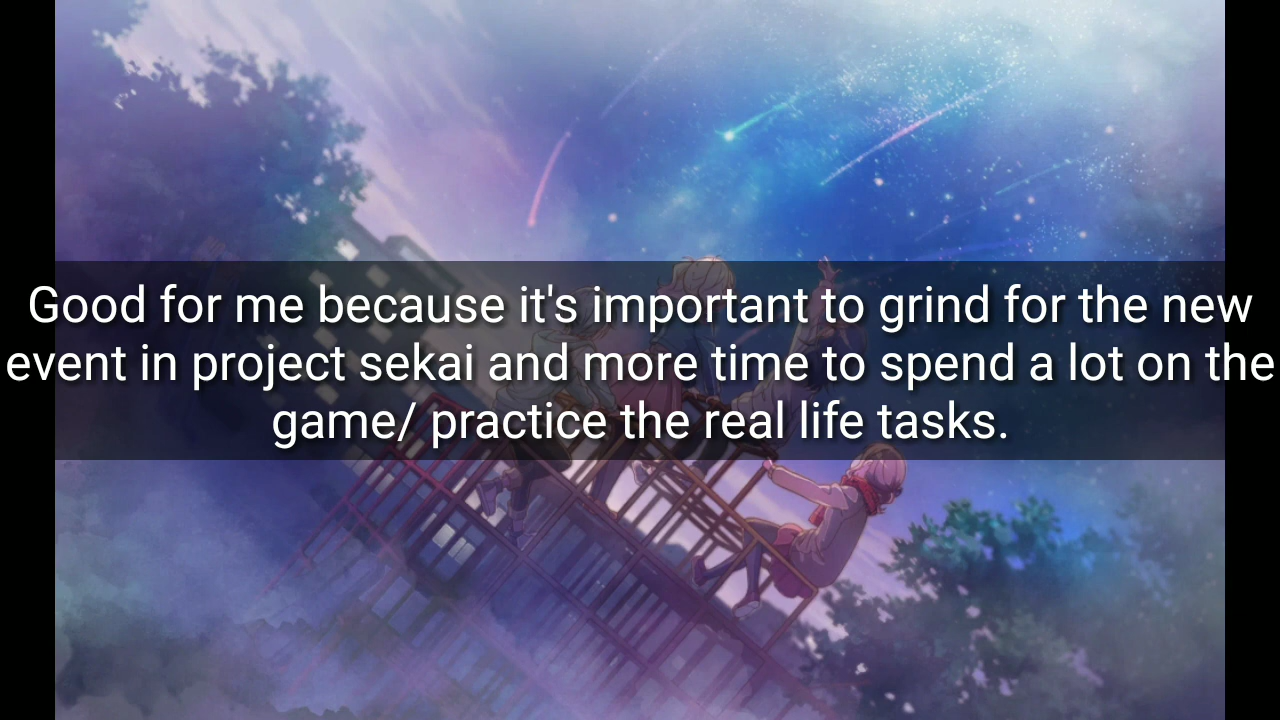 Good for me because it's important to grind for the new
event in project sekai and more time to spend a lot on the
game/ practice the real life tasks.